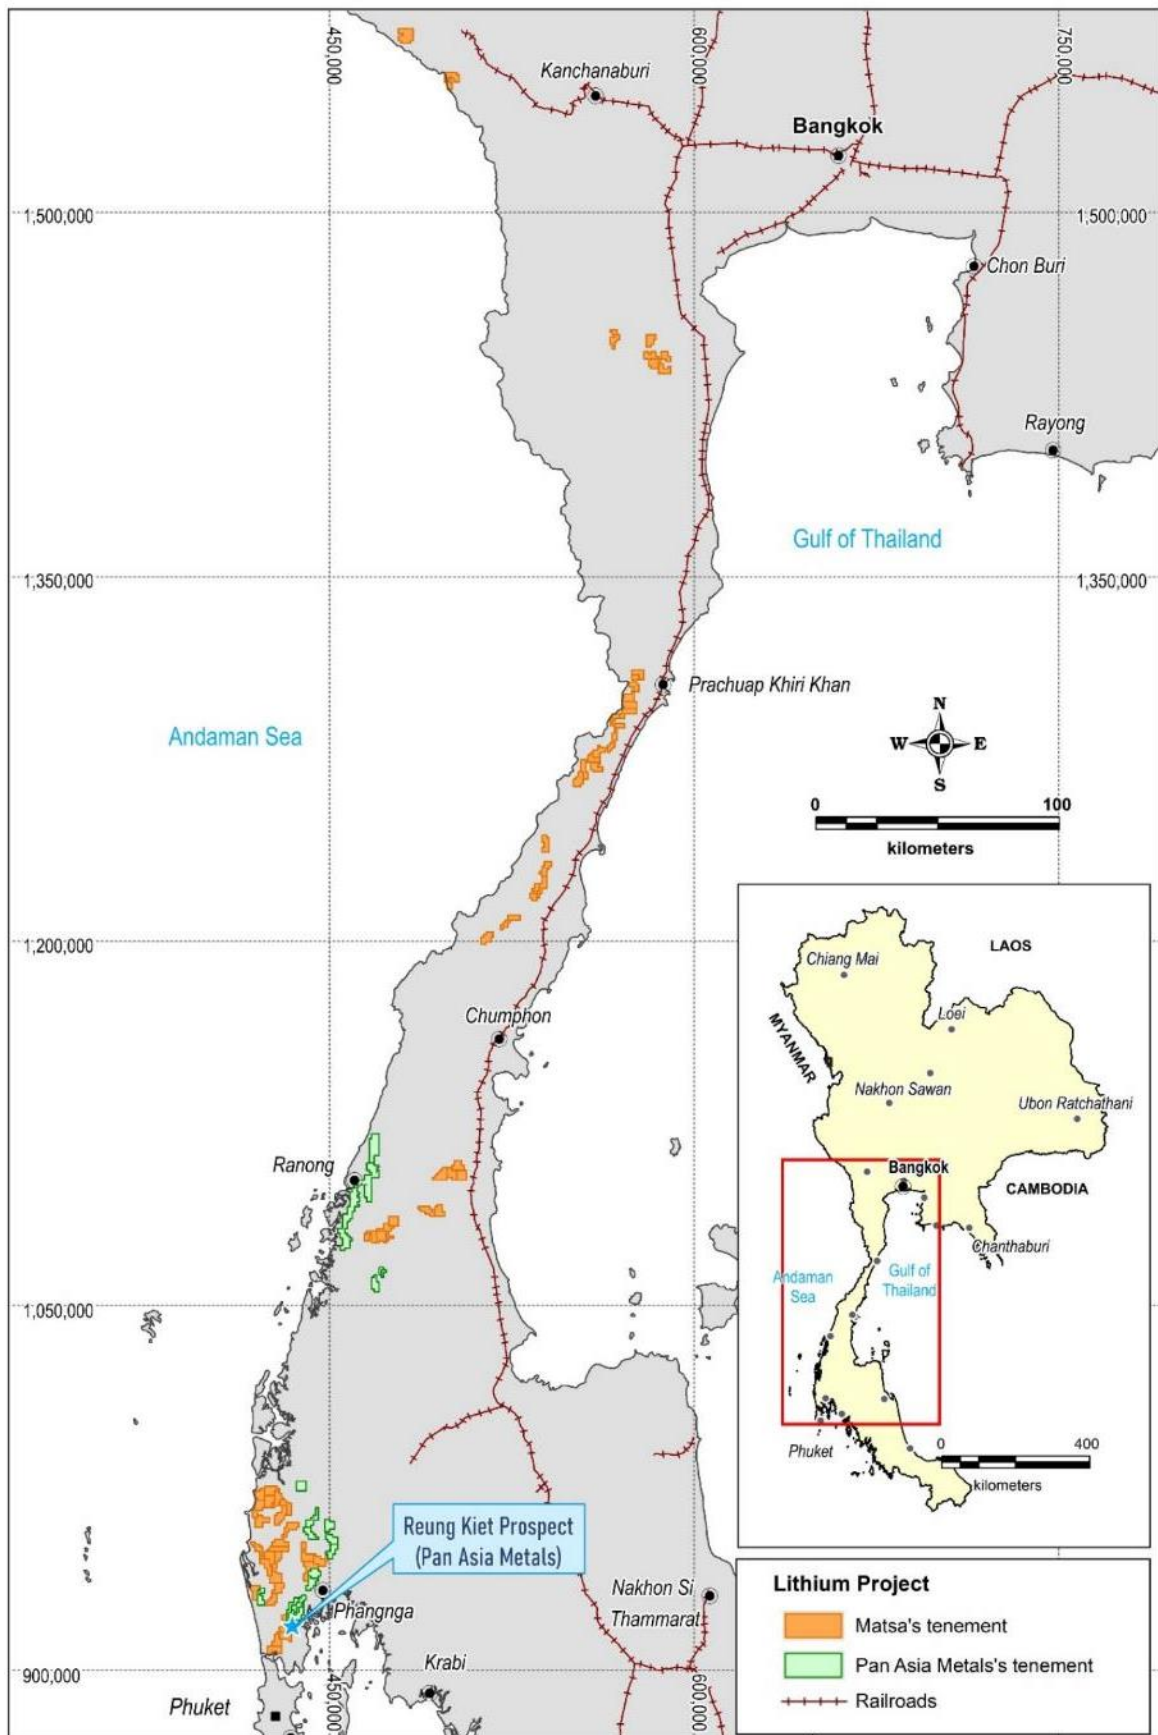 450,000
600,000
750,000
Kanchanaburi
Bangkok
1,500,000
1,500,000
Chon Buri
Rayong
Gulf of Thailand
1,350,000
1,350,000
Prachuap Khiri Khan
Andaman Sea
N
W
E
S
0
100
kilometers
1,200,000
Chumphon
Ranong
1,050,000
LAOS
Chiang Mai
Loei
MYANMAR
Nakhon Sawan
Ubon Ratchathani
Bangkok
CAMBODIA
Chanthaburi
Andaman
Sea
Gulf of
Thailand
Phuket
0
400
kilometers
Reung Kiet Prospect
(Pan Asia Metals)
Phangnga
Nakhon Si
Thammarat
Krabi
900,000
Phuket
450,000
600,000
Lithium Project
Matsa's tenement
Pan Asia Metals's tenement
Railroads